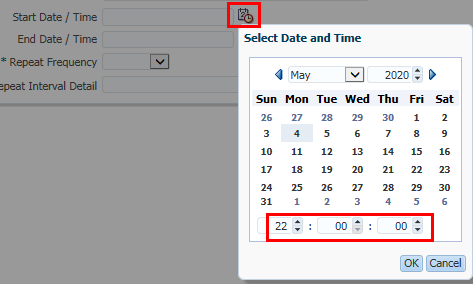 Start Date / Time
End Date / Time
* Repeat Frequency
epeat Interval Detail
Select Date and Time
May 2020
Sun Mon Tue Wed Thu Fri Sat
26 27 28 29 30 1 2
3 4 5 6 7 8 9
10 11 12 13 14 15 16
17 18 19 20 21 22 23
24 25 26 27 28 29 30
31 1 2 3 4 5 6
22 : 00 : 00
OK Cancel